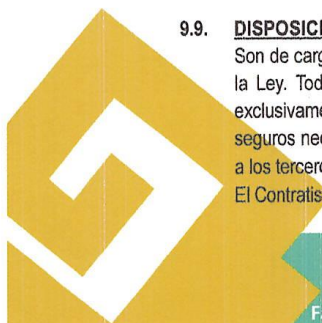 9.9. DISPOSICI
Son de carg
la Ley. Tod
exclusivame
seguros nec
a los tercero
El Contratis
F